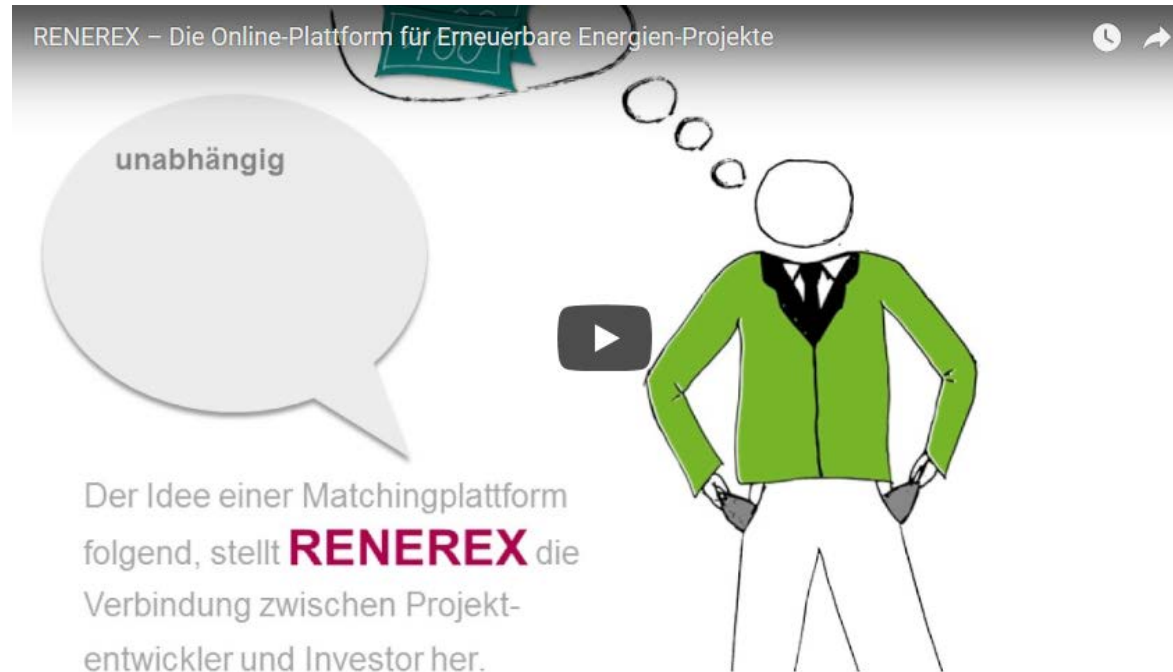 RENEREX – Die Online-Plattform für Erneuerbare Energien-Projekte
100
unabhängig
Der Idee einer Matchingplattform
folgend, stellt RENEREX die
Verbindung zwischen Projekt-
entwickler und Investor her.